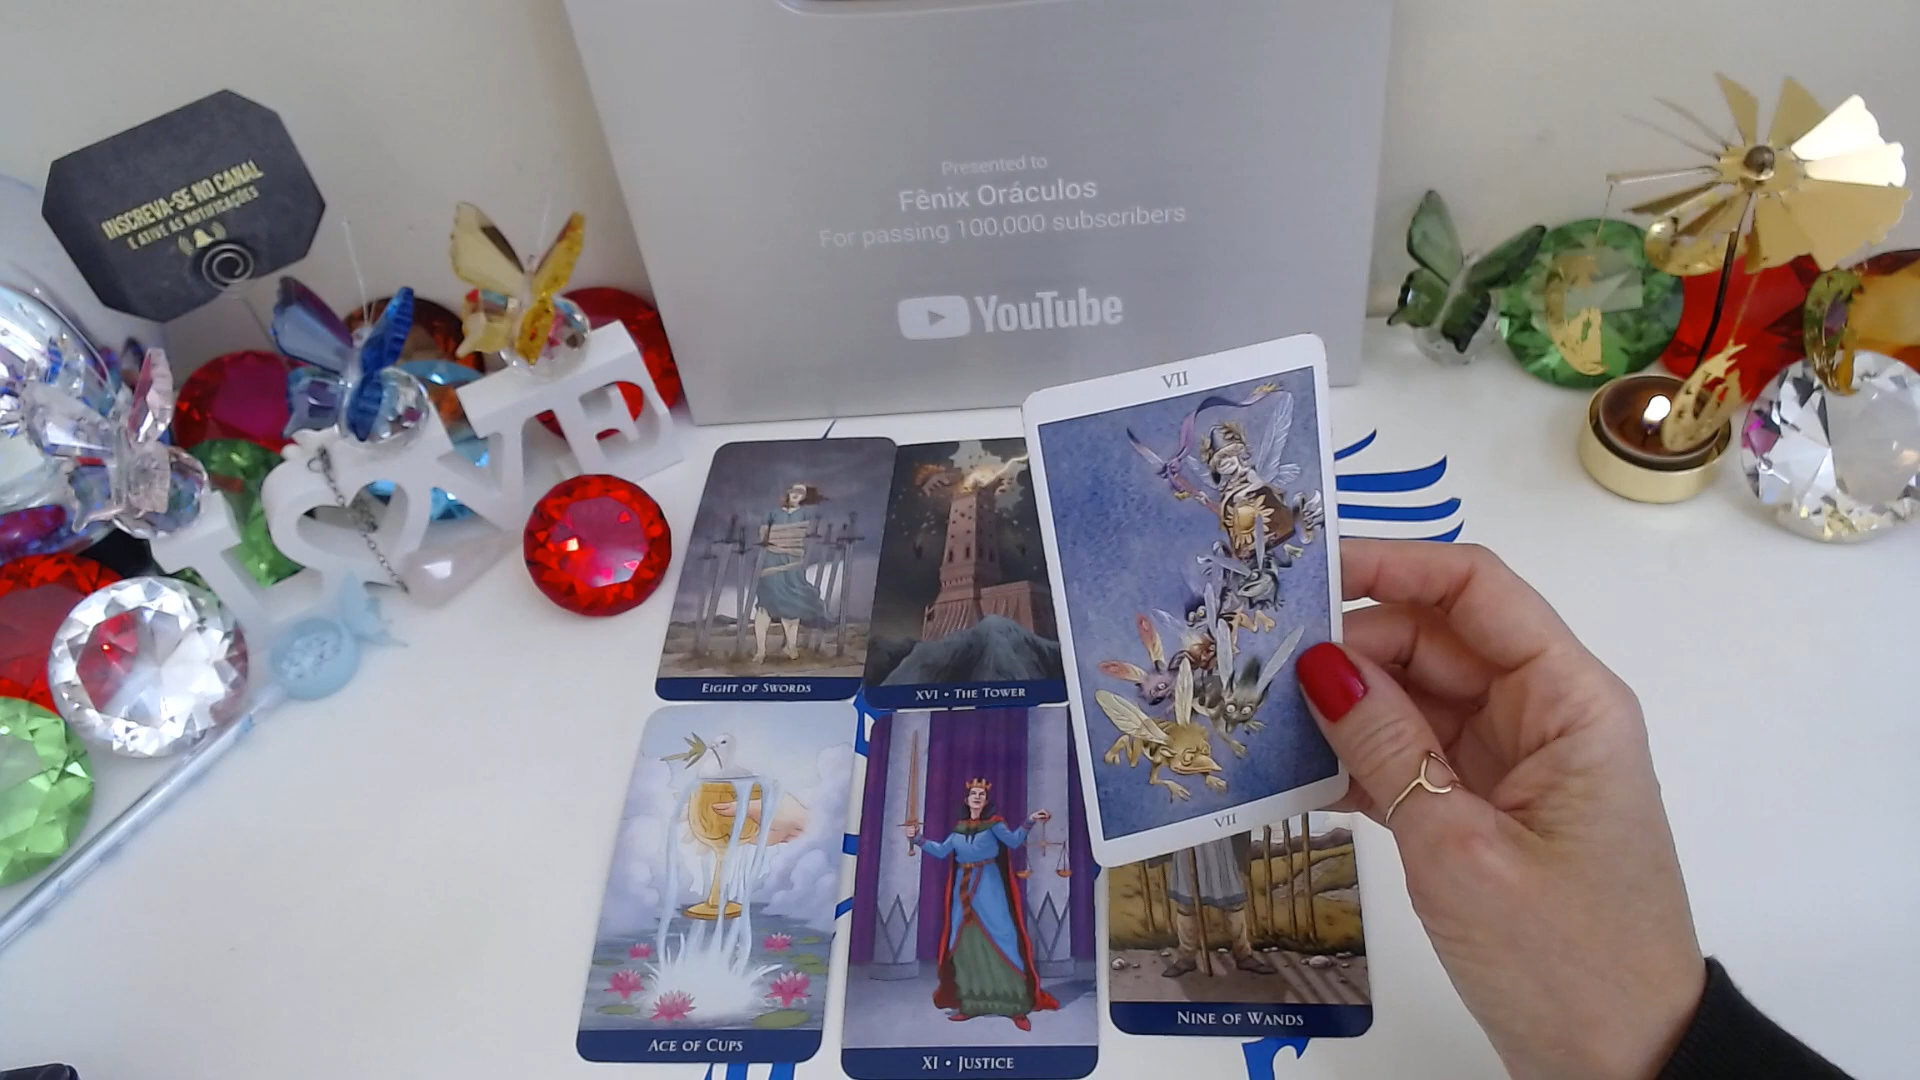 INSCREVA-SE NO CANAL
E ATIVE AS NOTIFICAÇÕES
Presented to
Fênix Oráculos
For passing 100,000 subscribers
YouTube
LOVE
VII
VII
EIGHT OF SWORDS
XVI • THE TOWER
ACE OF CUPS
XI • JUSTICE
NINE OF WANDS